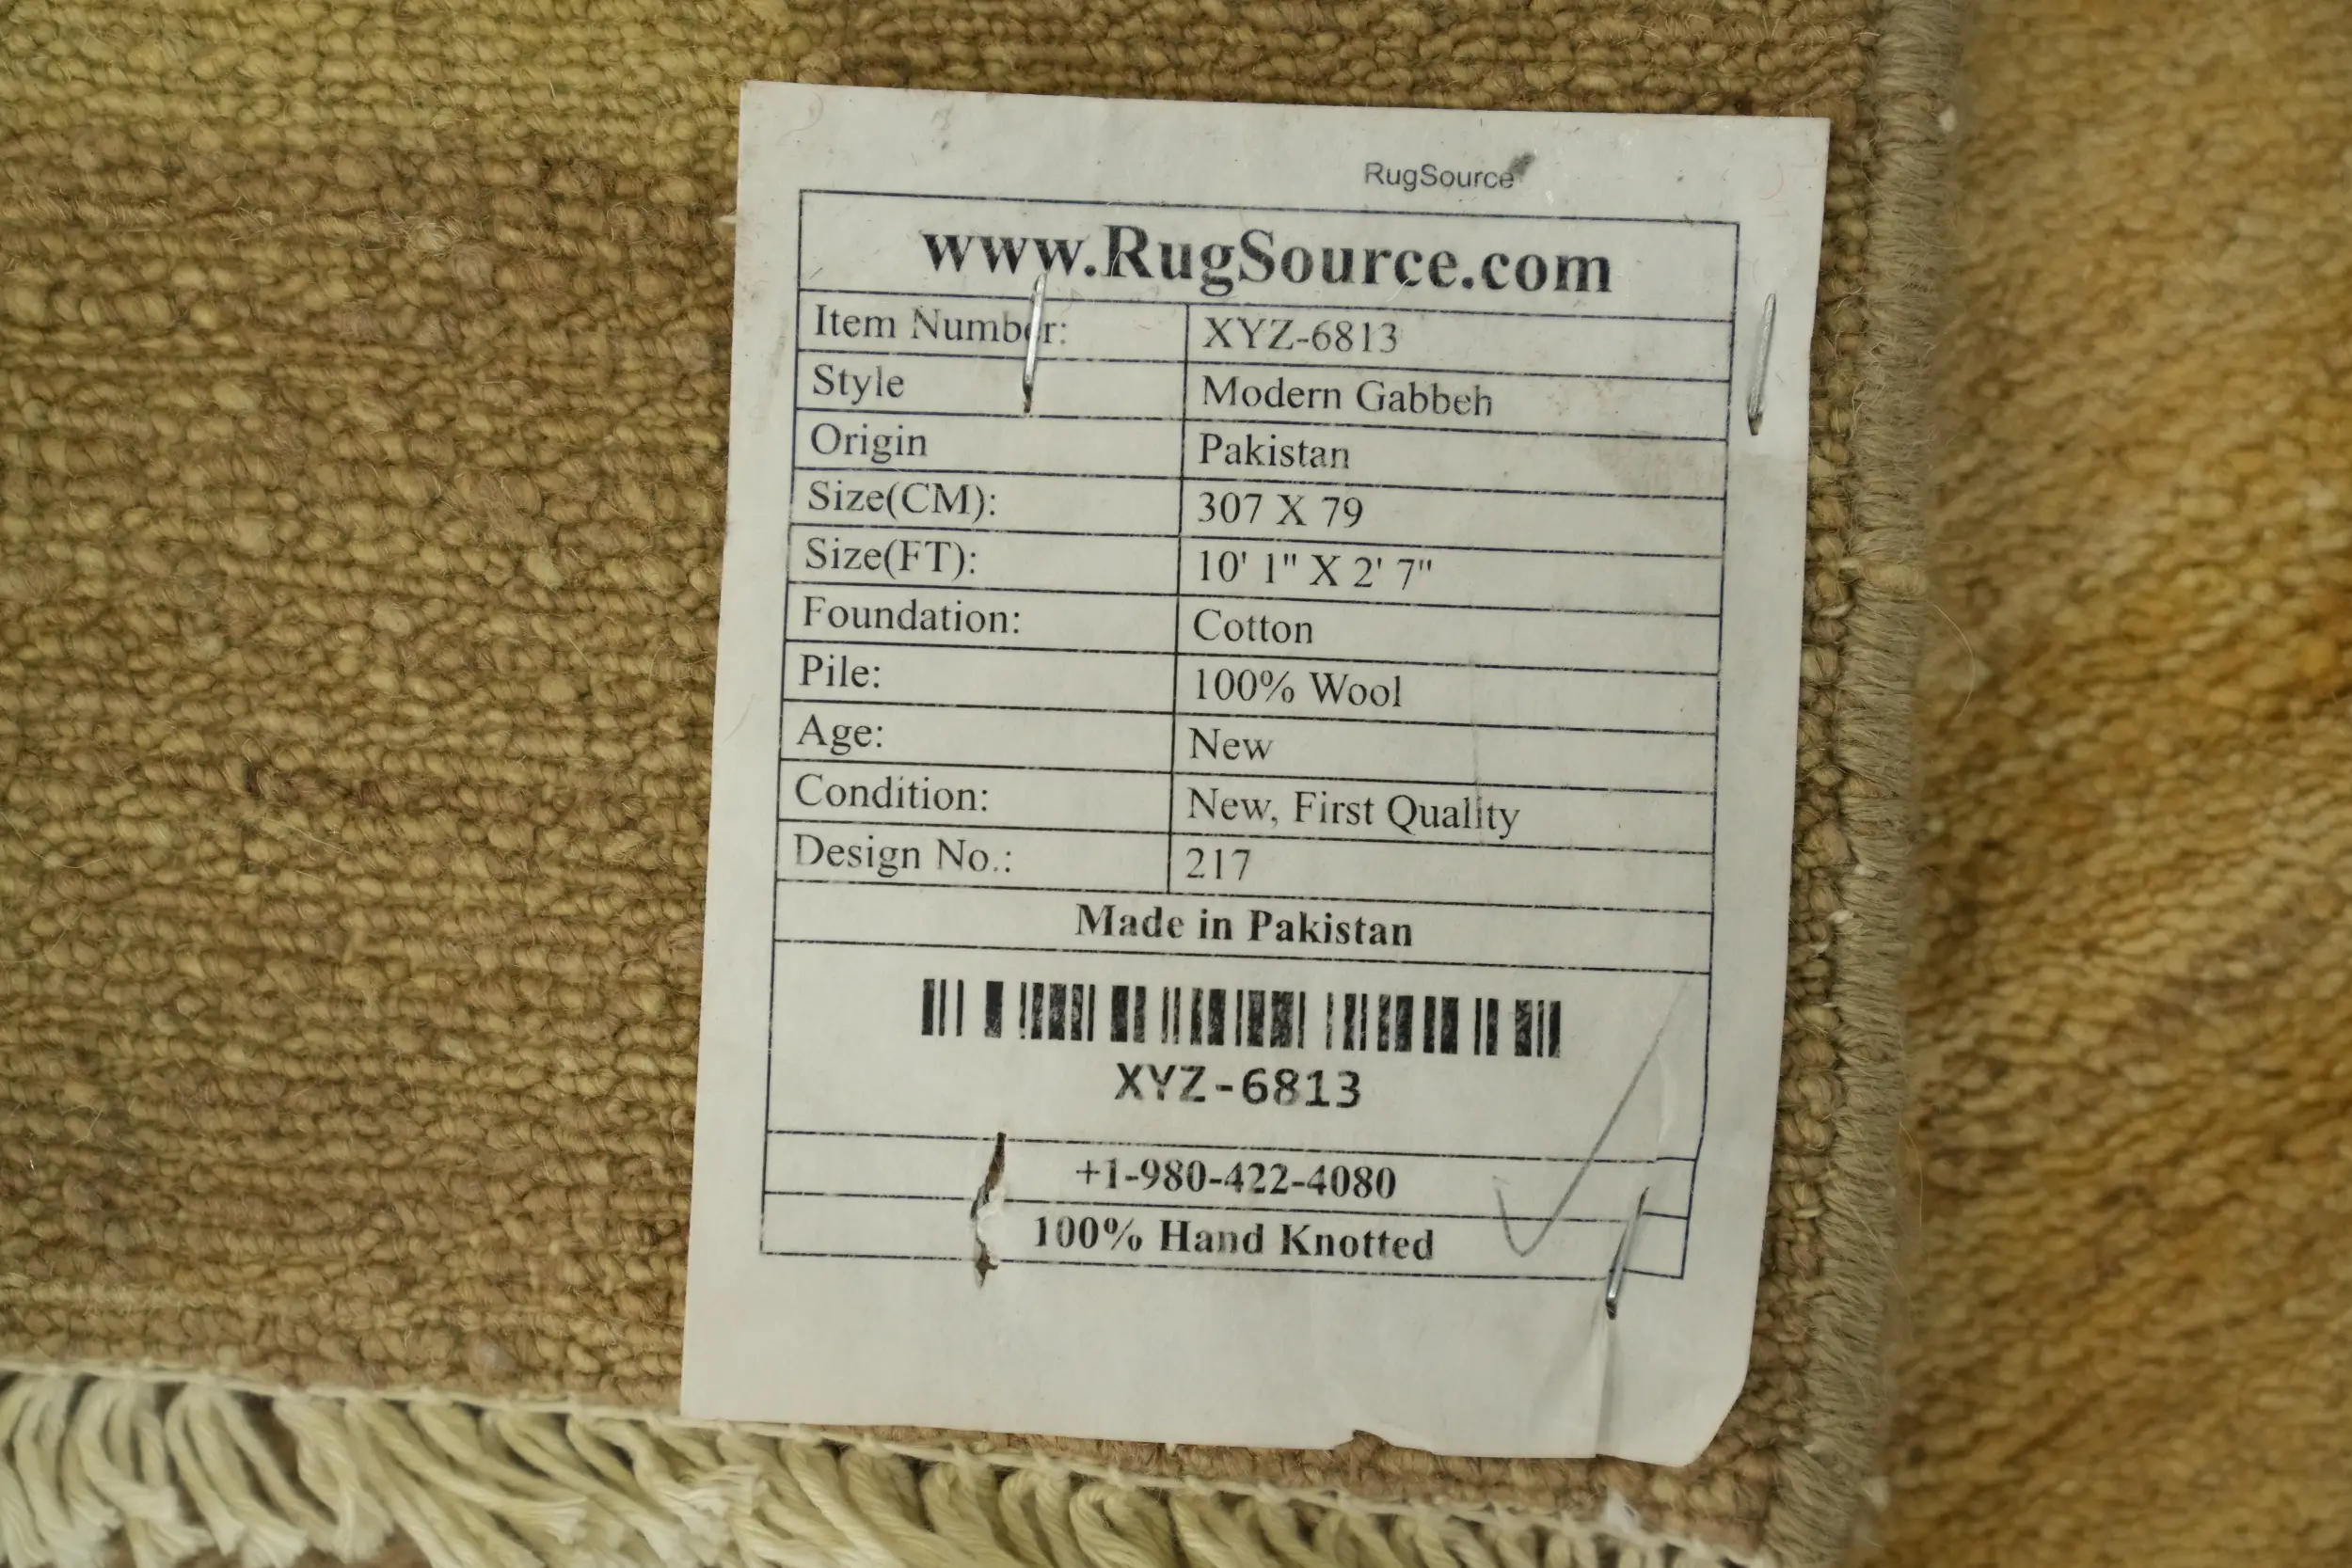 RugSource
www.RugSource.com
Item Number: XYZ-6813
Style Modern Gabbeh
Origin Pakistan
Size(CM): 307 X 79
Size(FT): 10' 1" X 2' 7"
Foundation: Cotton
Pile: 100% Wool
Age: New
Condition: New, First Quality
Design No.: 217
Made in Pakistan
XYZ-6813
+1-980-422-4080
100% Hand Knotted